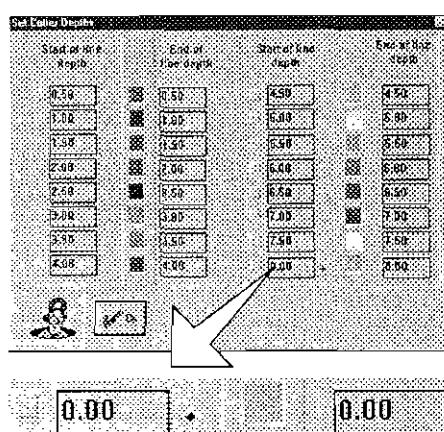 Set Cutter Depths
Start of line depth
End of line depth
Start of line depth
End of line depth
0.50 0.50 4.50 4.50
1.00 1.00 5.00 5.00
1.50 1.50 5.50 5.50
2.00 2.00 6.00 6.00
2.50 2.50 6.50 6.50
3.00 3.00 7.00 7.00
3.50 3.50 7.50 7.50
4.00 4.00 0.00 8.00
0.00 0.00